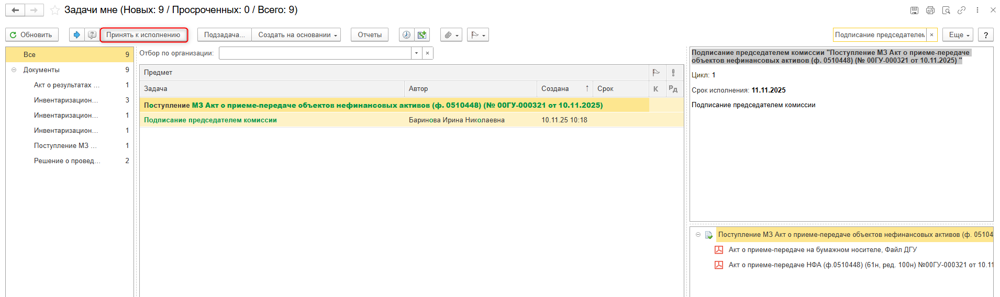 Задачи мне (Новых: 9 / Просроченных: 0 / Всего: 9)
Обновить
Принять к исполнению
Подзадача...
Создать на основании
Отчеты
Подписание председателем
Еще
?
Все 9
Документы 9
Акт о результатах ... 1
Инвентаризацион... 3
Инвентаризацион... 1
Инвентаризацион... 1
Поступление МЗ ... 1
Решение о провед... 2
Отбор по организации:
Предмет
Задача Автор Создана ↑ Срок К Рд
Поступление МЗ Акт о приеме-передаче объектов нефинансовых активов (ф. 0510448) (№ 00ГУ-000321 от 10.11.2025)
Подписание председателем комиссии Баринова Ирина Николаевна 10.11.25 10:18
Подписание председателем комиссии "Поступление МЗ Акт о приеме-передаче
объектов нефинансовых активов (ф. 0510448) (№ 00ГУ-000321 от 10.11.2025) "
Цикл: 1
Срок исполнения: 11.11.2025
Подписание председателем комиссии
Поступление МЗ Акт о приеме-передаче объектов нефинансовых активов (ф. 05104
Акт о приеме-передаче на бумажном носителе, Файл ДГУ
Акт о приеме-передаче НФА (ф.0510448) (61н, ред. 100н) №00ГУ-000321 от 10.11